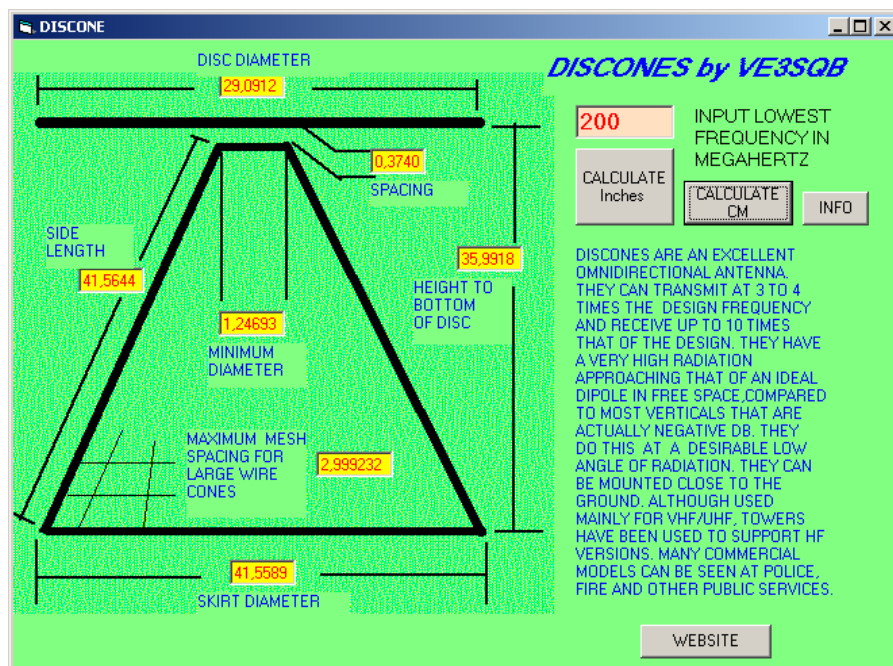 DISCONE
DISC DIAMETER
29,0912
DISCONES by VE3SQB
200
INPUT LOWEST
FREQUENCY IN
MEGAHERTZ
CALCULATE
Inches
CALCULATE
CM
INFO
0,3740
SPACING
SIDE
LENGTH
41,5644
35,9918
HEIGHT TO
BOTTOM
OF DISC
1,24693
MINIMUM
DIAMETER
MAXIMUM MESH
SPACING FOR
LARGE WIRE
CONES
2,999232
41,5589
SKIRT DIAMETER
DISCONES ARE AN EXCELLENT
OMNIDIRECTIONAL ANTENNA.
THEY CAN TRANSMIT AT 3 TO 4
TIMES THE DESIGN FREQUENCY
AND RECEIVE UP TO 10 TIMES
THAT OF THE DESIGN. THEY HAVE
A VERY HIGH RADIATION
APPROACHING THAT OF AN IDEAL
DIPOLE IN FREE SPACE,COMPARED
TO MOST VERTICALS THAT ARE
ACTUALLY NEGATIVE DB. THEY
DO THIS AT A DESIRABLE LOW
ANGLE OF RADIATION. THEY CAN
BE MOUNTED CLOSE TO THE
GROUND. ALTHOUGH USED
MAINLY FOR VHF/UHF, TOWERS
HAVE BEEN USED TO SUPPORT HF
VERSIONS. MANY COMMERCIAL
MODELS CAN BE SEEN AT POLICE,
FIRE AND OTHER PUBLIC SERVICES.
WEBSITE